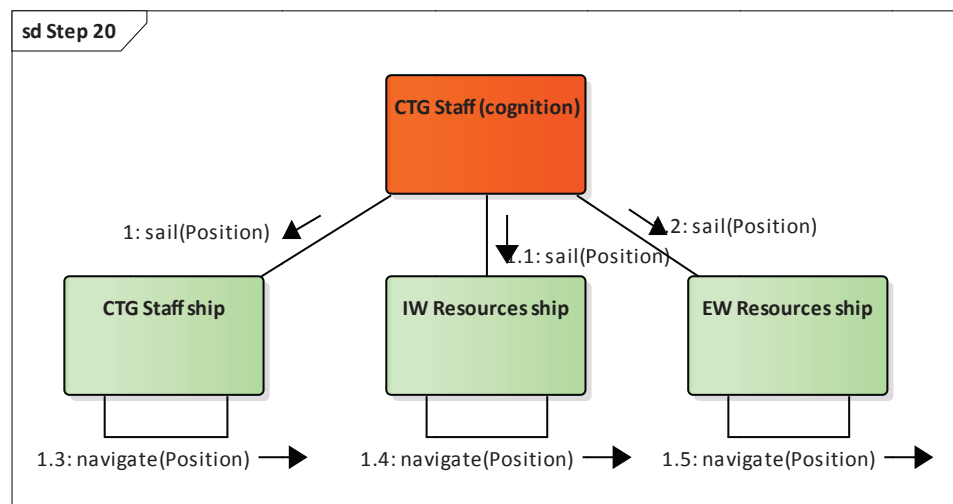 sd Step 20
CTG Staff (cognition)
1: sail(Position)
.2: sail(Position)
1.1: sail(Position)
CTG Staff ship
IW Resources ship
EW Resources ship
1.3: navigate(Position)
1.4: navigate(Position)
1.5: navigate(Position)